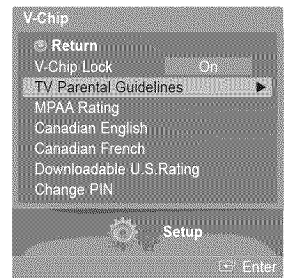 V-Chip
Return
V-Chip Lock On
TV Parental Guidelines
MPAA Rating
Canadian English
Canadian French
Downloadable U.S.Rating
Change PIN
Setup
Enter